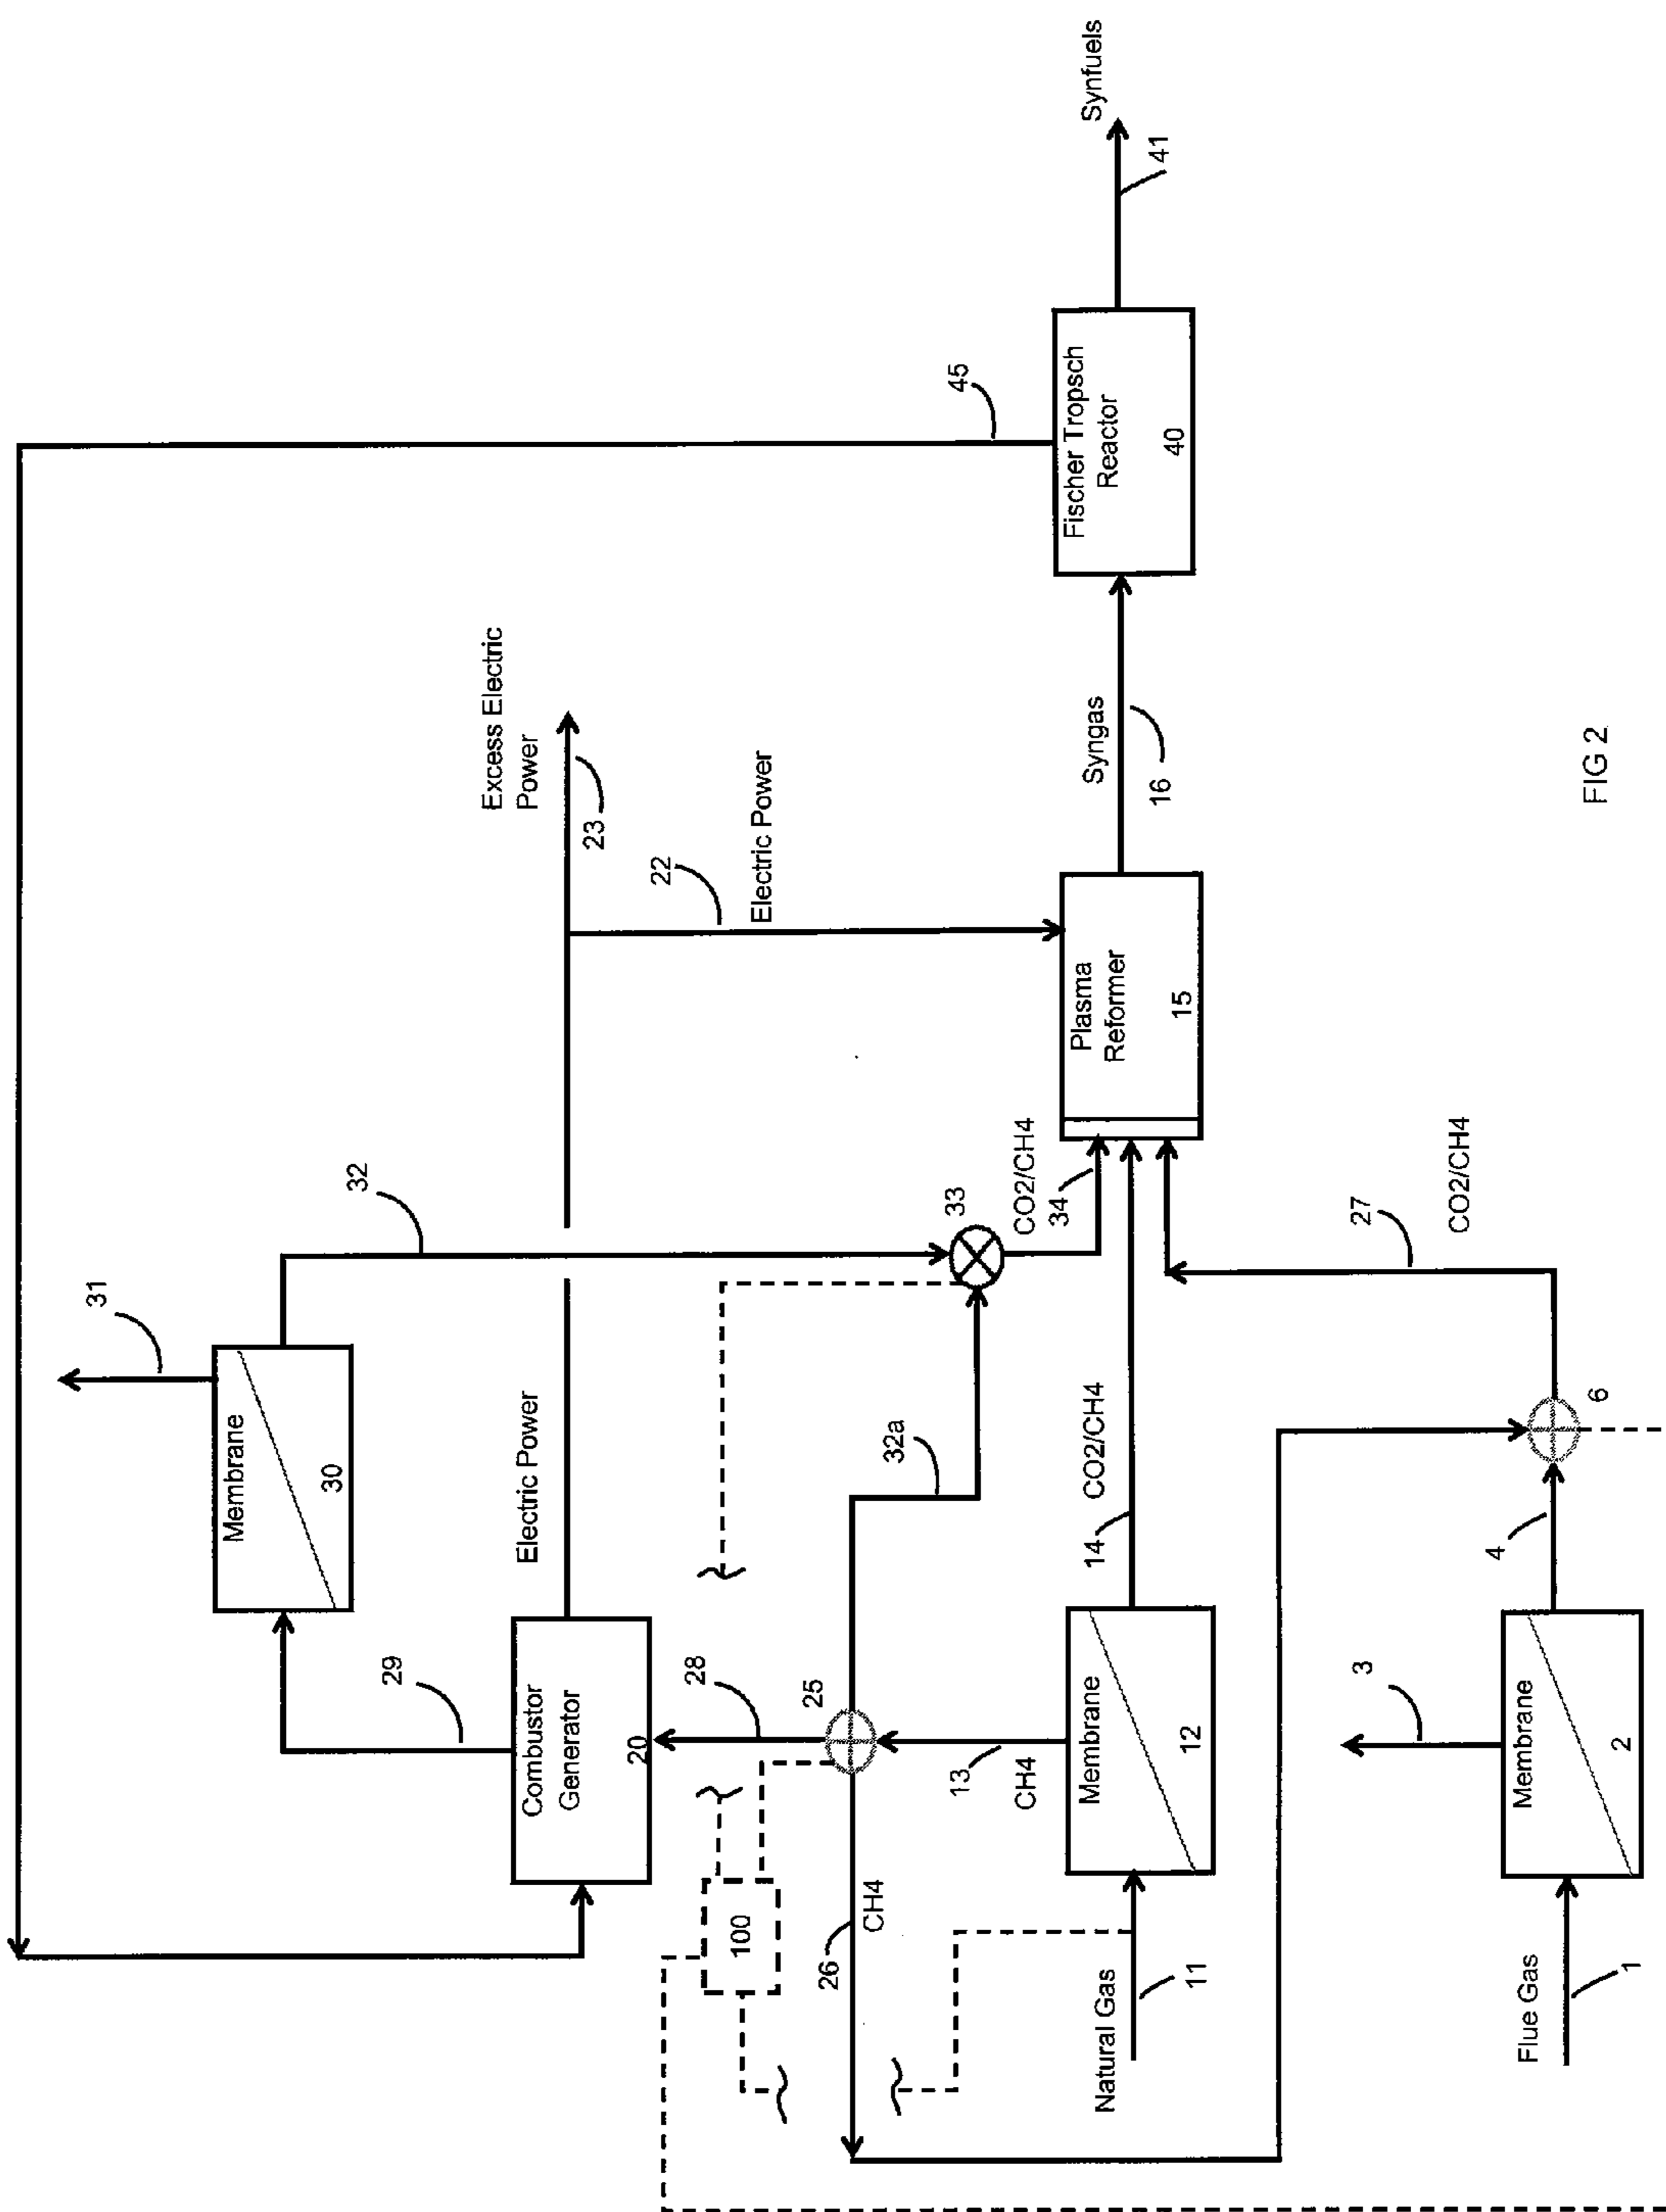 45
31
32
Membrane
30
29
Excess Electric
Power
23
Electric Power
Combustor
Generator
20
22
Electric Power
28
25
100
26
CH4
32a
33
CO2/CH4
34
13
CH4
Natural Gas
11
Membrane
12
14
CO2/CH4
Plasma
Reformer
15
Syngas
16
Fischer Tropsch
Reactor
40
Synfuels
41
Flue Gas
1
Membrane
2
3
4
6
27
CO2/CH4
FIG 2